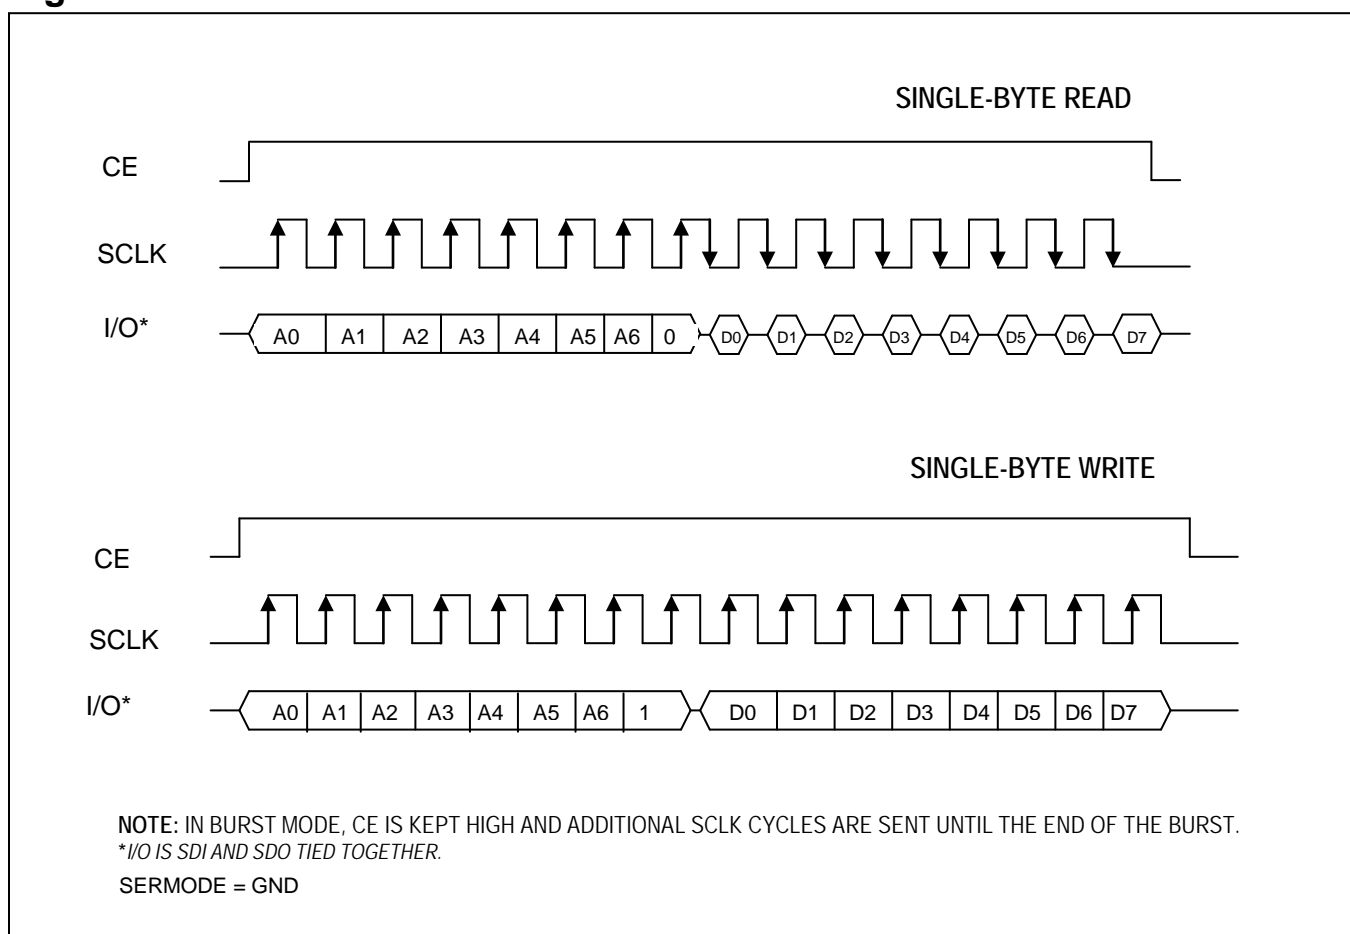 SINGLE-BYTE READ
CE
SCLK
I/O*
A0 A1 A2 A3 A4 A5 A6 0 D0 D1 D2 D3 D4 D5 D6 D7
SINGLE-BYTE WRITE
CE
SCLK
I/O*
A0 A1 A2 A3 A4 A5 A6 1 D0 D1 D2 D3 D4 D5 D6 D7
NOTE: IN BURST MODE, CE IS KEPT HIGH AND ADDITIONAL SCLK CYCLES ARE SENT UNTIL THE END OF THE BURST.
*I/O IS SDI AND SDO TIED TOGETHER.
SERMODE = GND